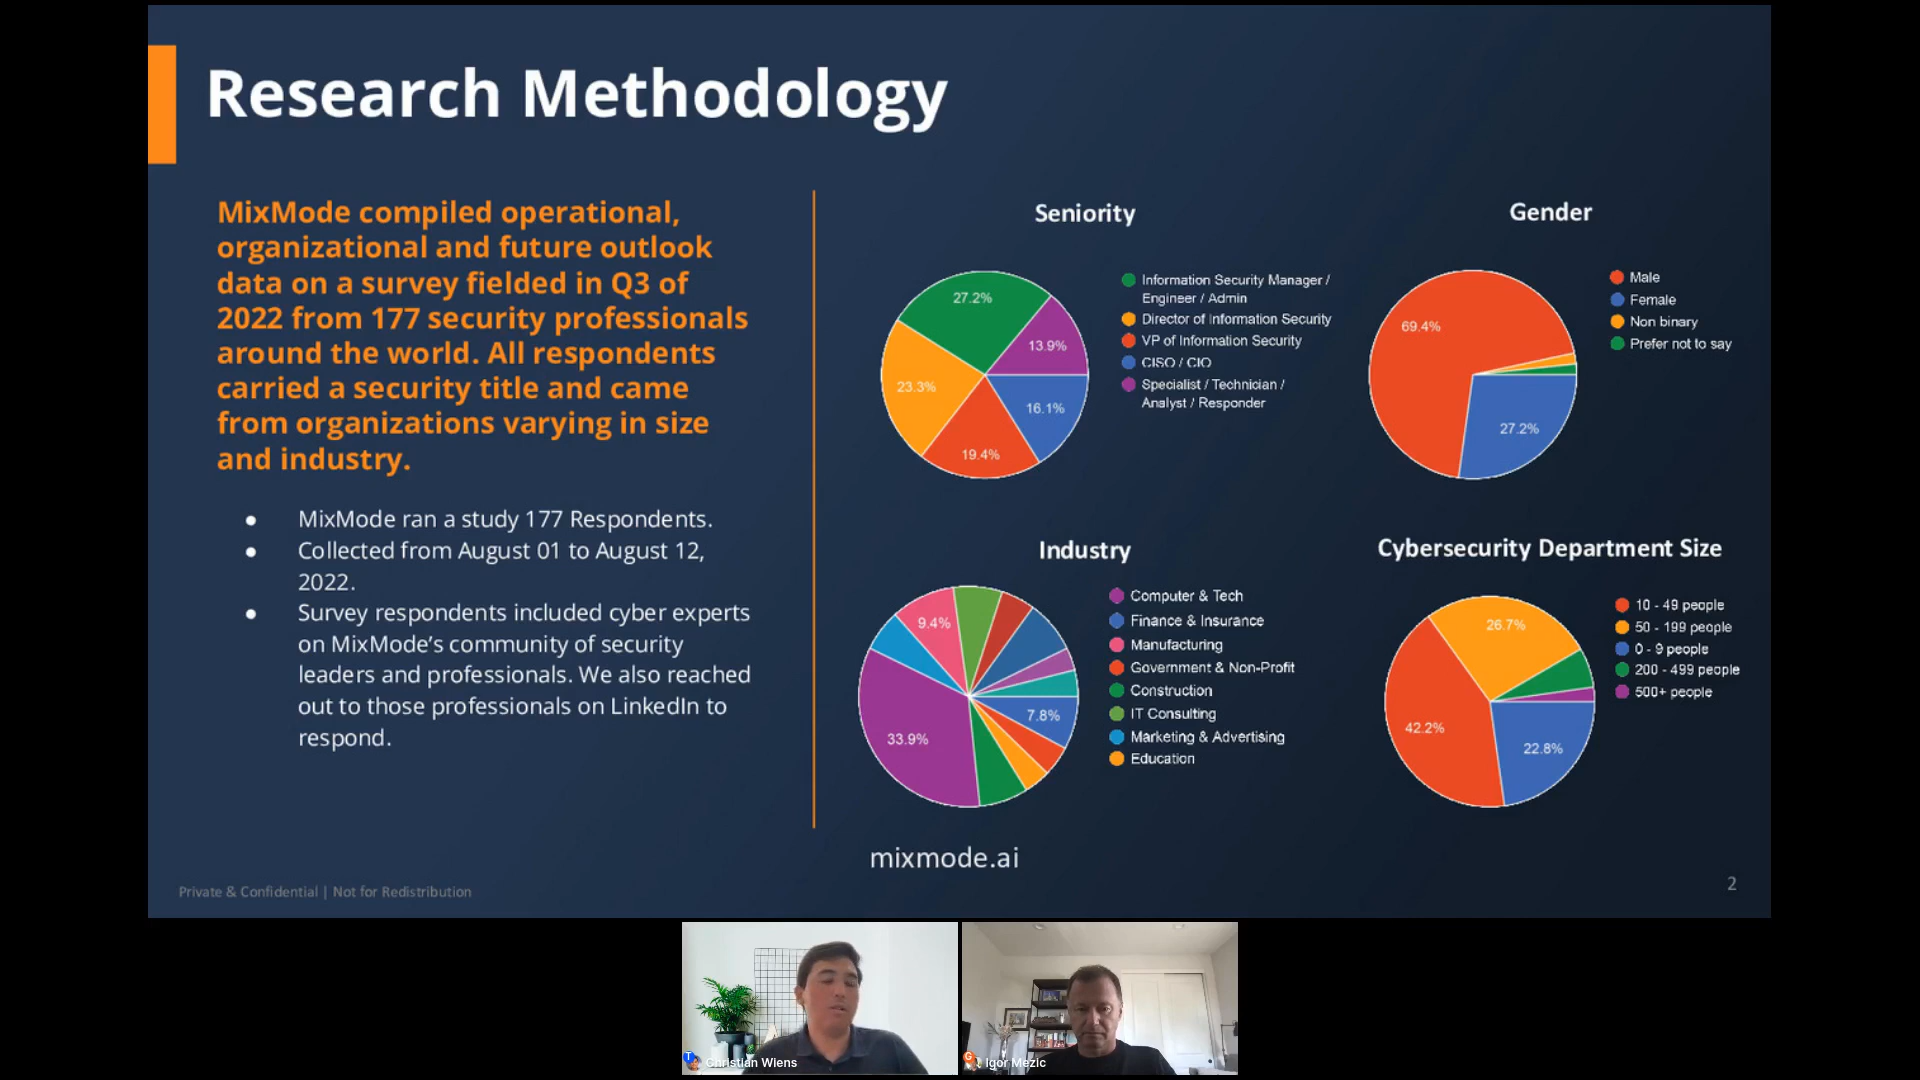 Research Methodology
MixMode compiled operational,
organizational and future outlook
data on a survey fielded in Q3 of
2022 from 177 security professionals
around the world. All respondents
carried a security title and came
from organizations varying in size
and industry.
● MixMode ran a study 177 Respondents.
● Collected from August 01 to August 12,
2022.
● Survey respondents included cyber experts
on MixMode’s community of security
leaders and professionals. We also reached
out to those professionals on LinkedIn to
respond.
Seniority
27.2%
13.9%
23.3%
16.1%
19.4%
Information Security Manager /
Engineer / Admin
Director of Information Security
VP of Information Security
CISO / CIO
Specialist / Technician /
Analyst / Responder
Gender
69.4%
27.2%
Male
Female
Non binary
Prefer not to say
Industry
9.4%
7.8%
33.9%
Computer & Tech
Finance & Insurance
Manufacturing
Government & Non-Profit
Construction
IT Consulting
Marketing & Advertising
Education
Cybersecurity Department Size
26.7%
42.2%
22.8%
10 - 49 people
50 - 199 people
0 - 9 people
200 - 499 people
500+ people
mixmode.ai
Private & Confidential | Not for Redistribution
2
T
Christian Wiens
G
Igor Mezic